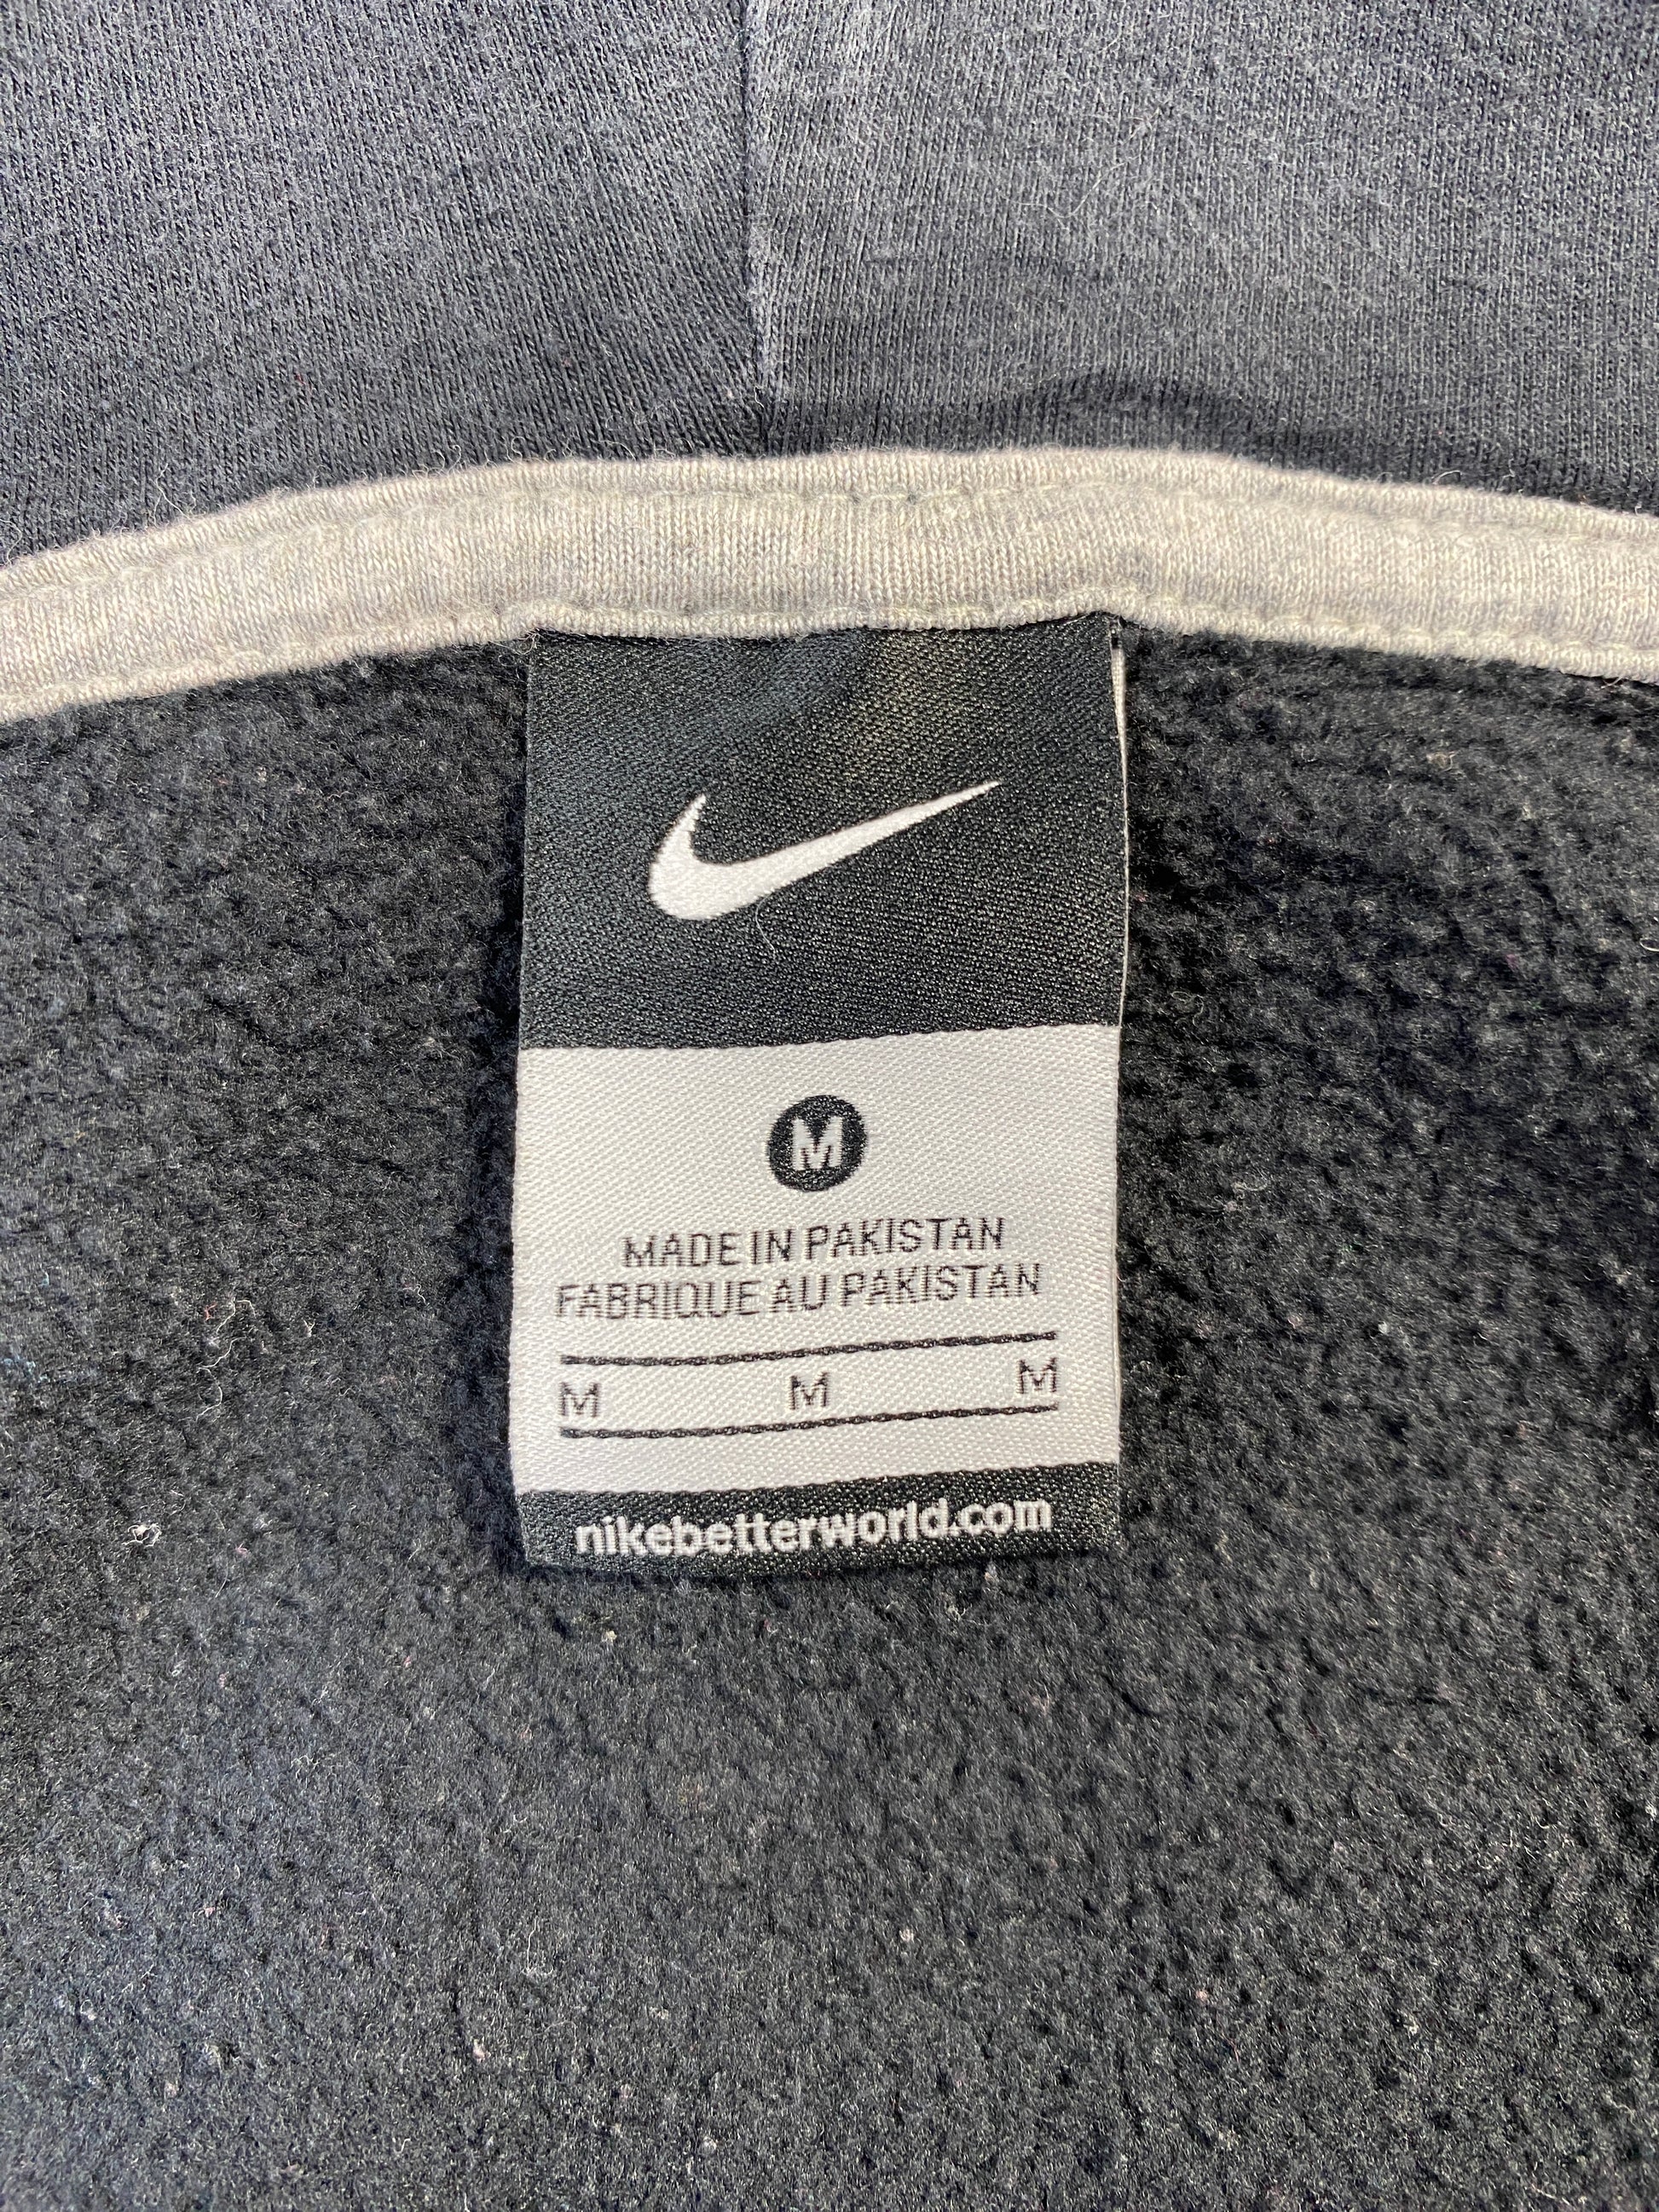 M
MADE IN PAKISTAN
FABRIQUE AU PAKISTAN
M M M
nikebetterworld.com